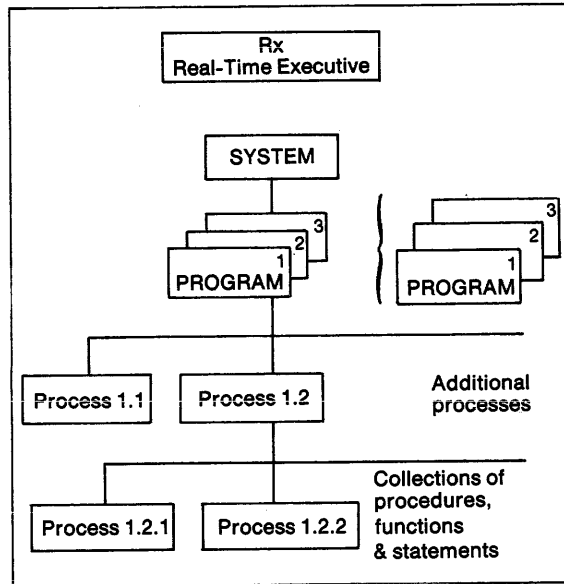 Rx
Real-Time Executive
SYSTEM
3
2
1
PROGRAM
3
2
1
PROGRAM
Process 1.1
Process 1.2
Additional
processes
Process 1.2.1
Process 1.2.2
Collections of
procedures,
functions
& statements